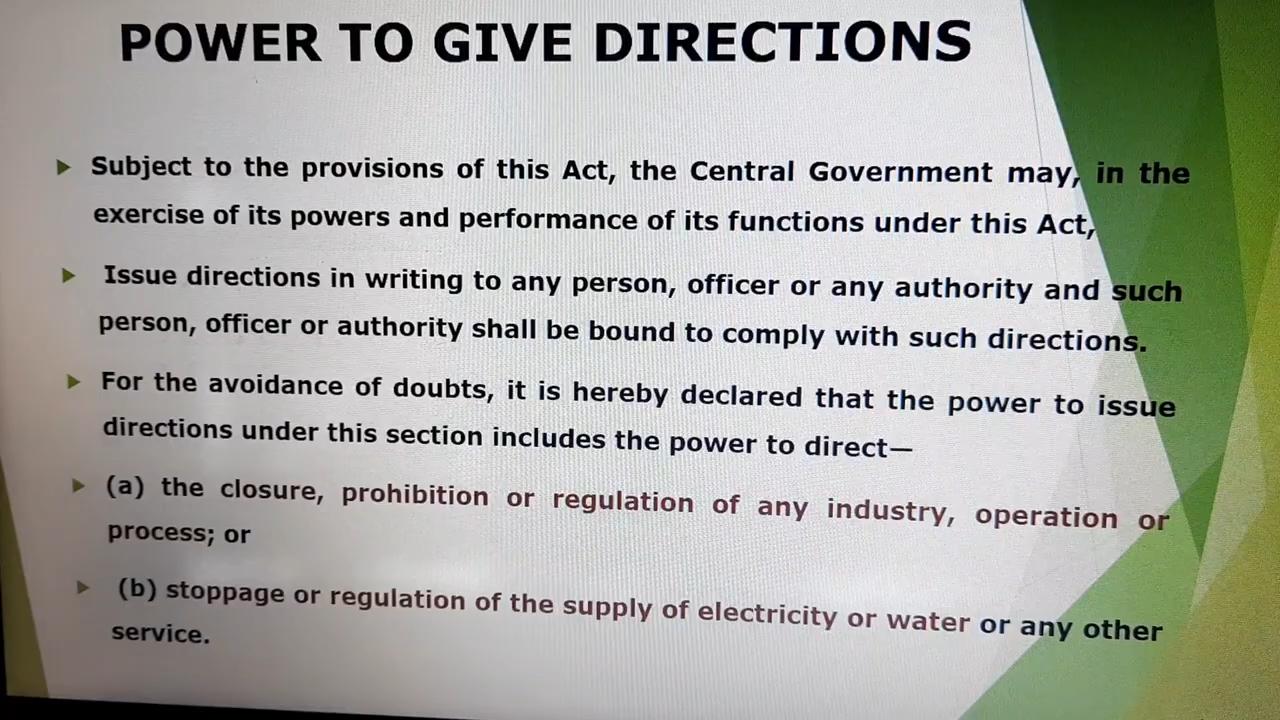 POWER TO GIVE DIRECTIONS
Subject to the provisions of this Act, the Central Government may, in the
exercise of its powers and performance of its functions under this Act,
Issue directions in writing to any person, officer or any authority and such
person, officer or authority shall be bound to comply with such directions.
For the avoidance of doubts, it is hereby declared that the power to issue
directions under this section includes the power to direct—
(a) the closure, prohibition or regulation of any industry, operation or
process; or
(b) stoppage or regulation of the supply of electricity or water or any other
service.